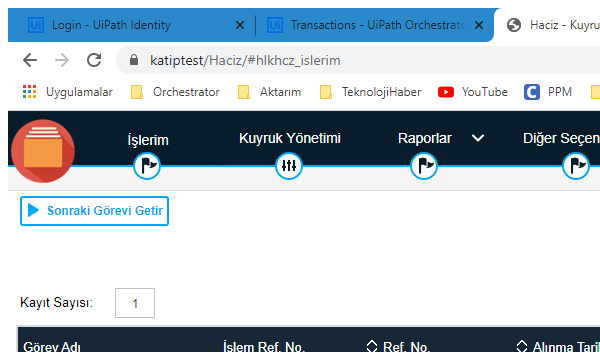 Login - UiPath Identity
Transactions - UiPath Orchestrato
Haciz - Kuyru
katiptest/Haciz/#hlkhcz_islerim
Uygulamalar
Orchestrator
Aktarım
TeknolojiHaber
YouTube
PPM
İşlerim
Kuyruk Yönetimi
Raporlar
Diğer Seçen
Sonraki Görevi Getir
Kayıt Sayısı: 1
Görev Adı
İşlem Ref. No.
Ref. No.
Alınma Tari